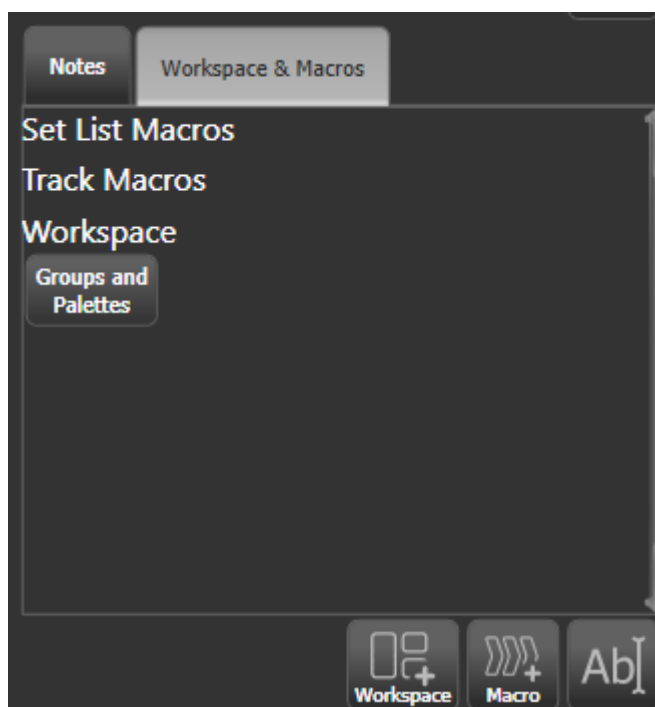 Notes
Workspace & Macros
Set List Macros
Track Macros
Workspace
Groups and
Palettes
Workspace
Macro
Ab